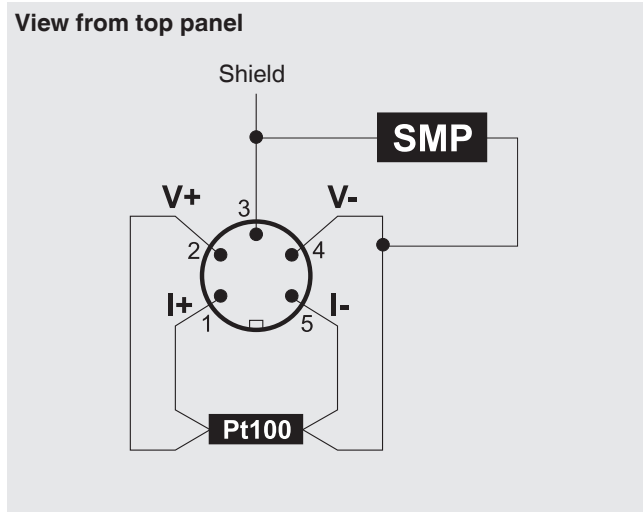 View from top panel
Shield
SMP
V+ V-
3
2 4
I+ I-
1 5
Pt100